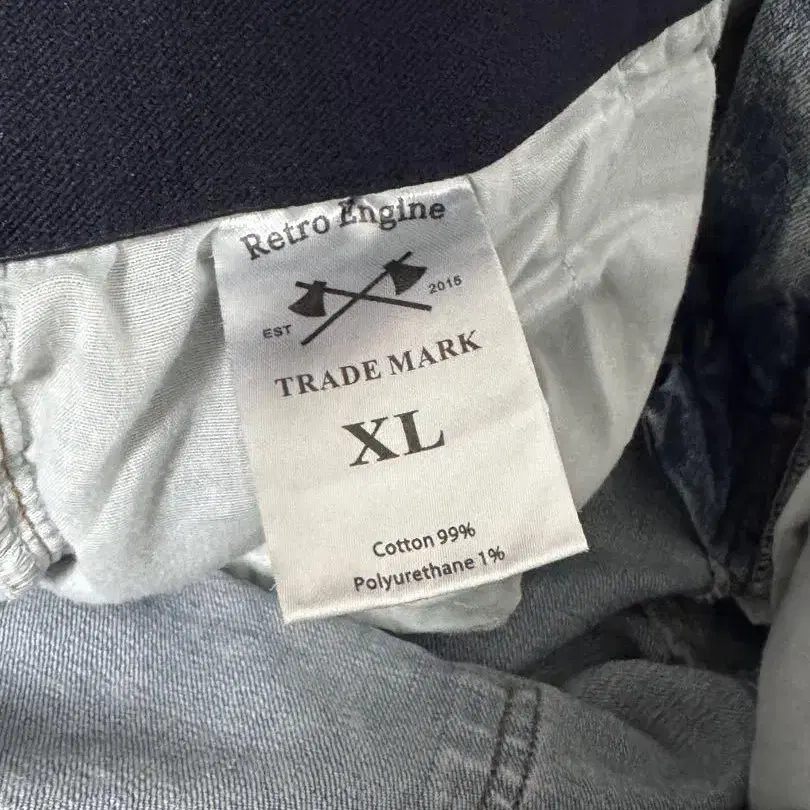 Retro Engine
EST 2015
TRADE MARK
XL
Cotton 99%
Polyurethane 1%